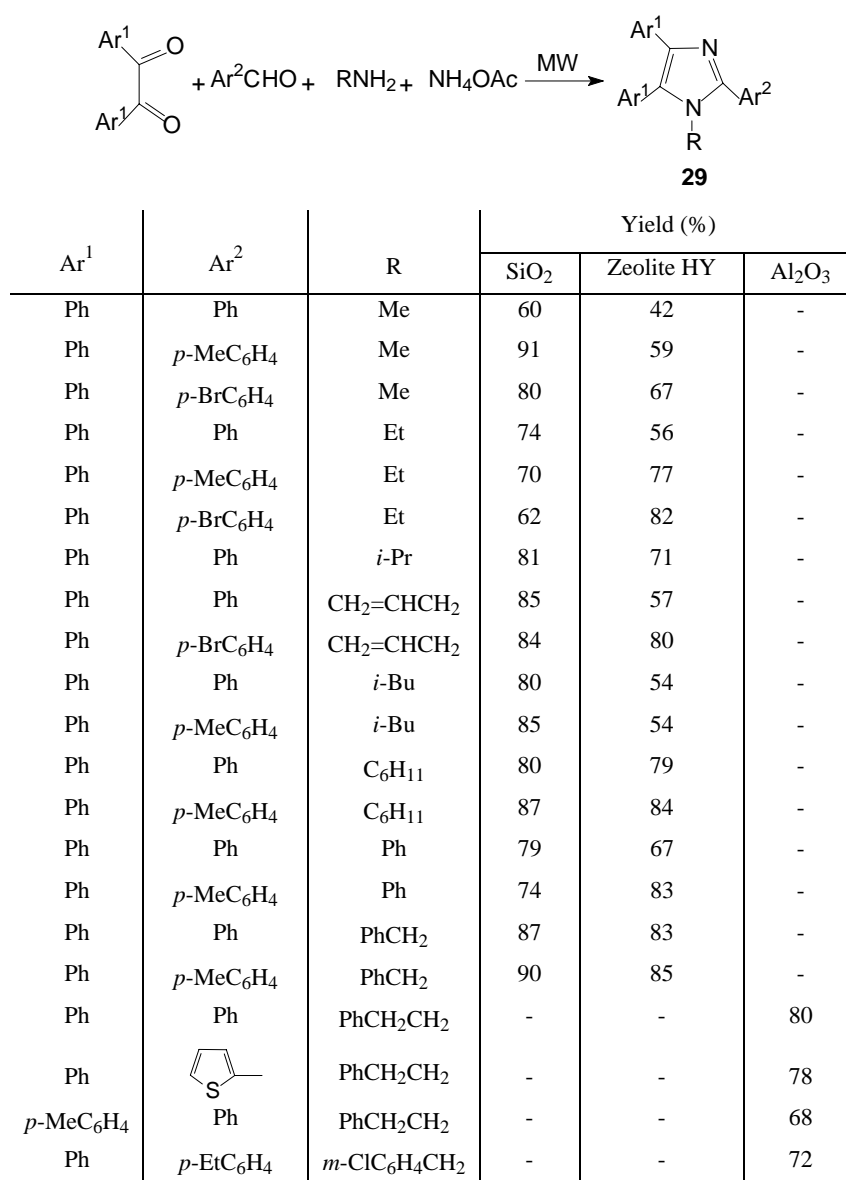 Ar¹ O Ar¹ N
+ Ar²CHO + RNH₂ + NH₄OAc MW
Ar¹ O Ar¹ N Ar²
R
29
Yield (%)
Ar¹ Ar² R SiO₂ Zeolite HY Al₂O₃
Ph Ph Me 60 42 -
Ph p-MeC₆H₄ Me 91 59 -
Ph p-BrC₆H₄ Me 80 67 -
Ph Ph Et 74 56 -
Ph p-MeC₆H₄ Et 70 77 -
Ph p-BrC₆H₄ Et 62 82 -
Ph Ph i-Pr 81 71 -
Ph Ph CH₂=CHCH₂ 85 57 -
Ph p-BrC₆H₄ CH₂=CHCH₂ 84 80 -
Ph Ph i-Bu 80 54 -
Ph p-MeC₆H₄ i-Bu 85 54 -
Ph Ph C₆H₁₁ 80 79 -
Ph p-MeC₆H₄ C₆H₁₁ 87 84 -
Ph Ph Ph 79 67 -
Ph p-MeC₆H₄ Ph 74 83 -
Ph Ph PhCH₂ 87 83 -
Ph p-MeC₆H₄ PhCH₂ 90 85 -
Ph Ph PhCH₂CH₂ - - 80
Ph S PhCH₂CH₂ - - 78
p-MeC₆H₄ Ph PhCH₂CH₂ - - 68
Ph p-EtC₆H₄ m-ClC₆H₄CH₂ - - 72